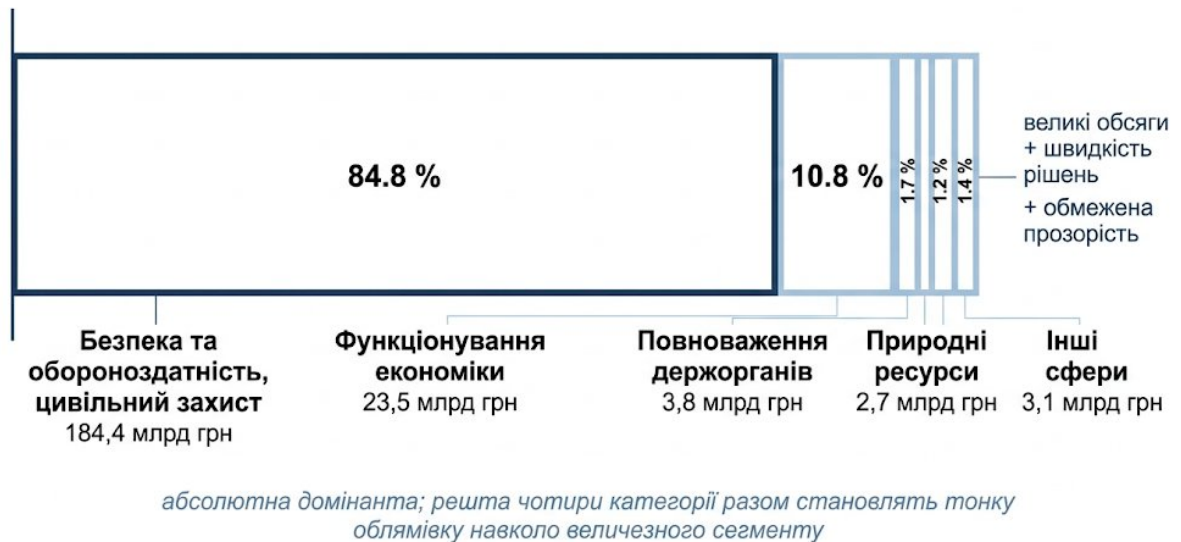 84.8 %
10.8 %
1.7 %
1.2 %
1.4 %
великі обсяги
+ швидкість
рішень
+ обмежена
прозорість
Безпека та
обороноздатність,
цивільний захист
184,4 млрд грн
Функціонування
економіки
23,5 млрд грн
Повноваження
держорганів
3,8 млрд грн
Природні
ресурси
2,7 млрд грн
Інші
сфери
3,1 млрд грн
абсолютна домінанта; решта чотири категорії разом становлять тонку
облямівку навколо величезного сегменту